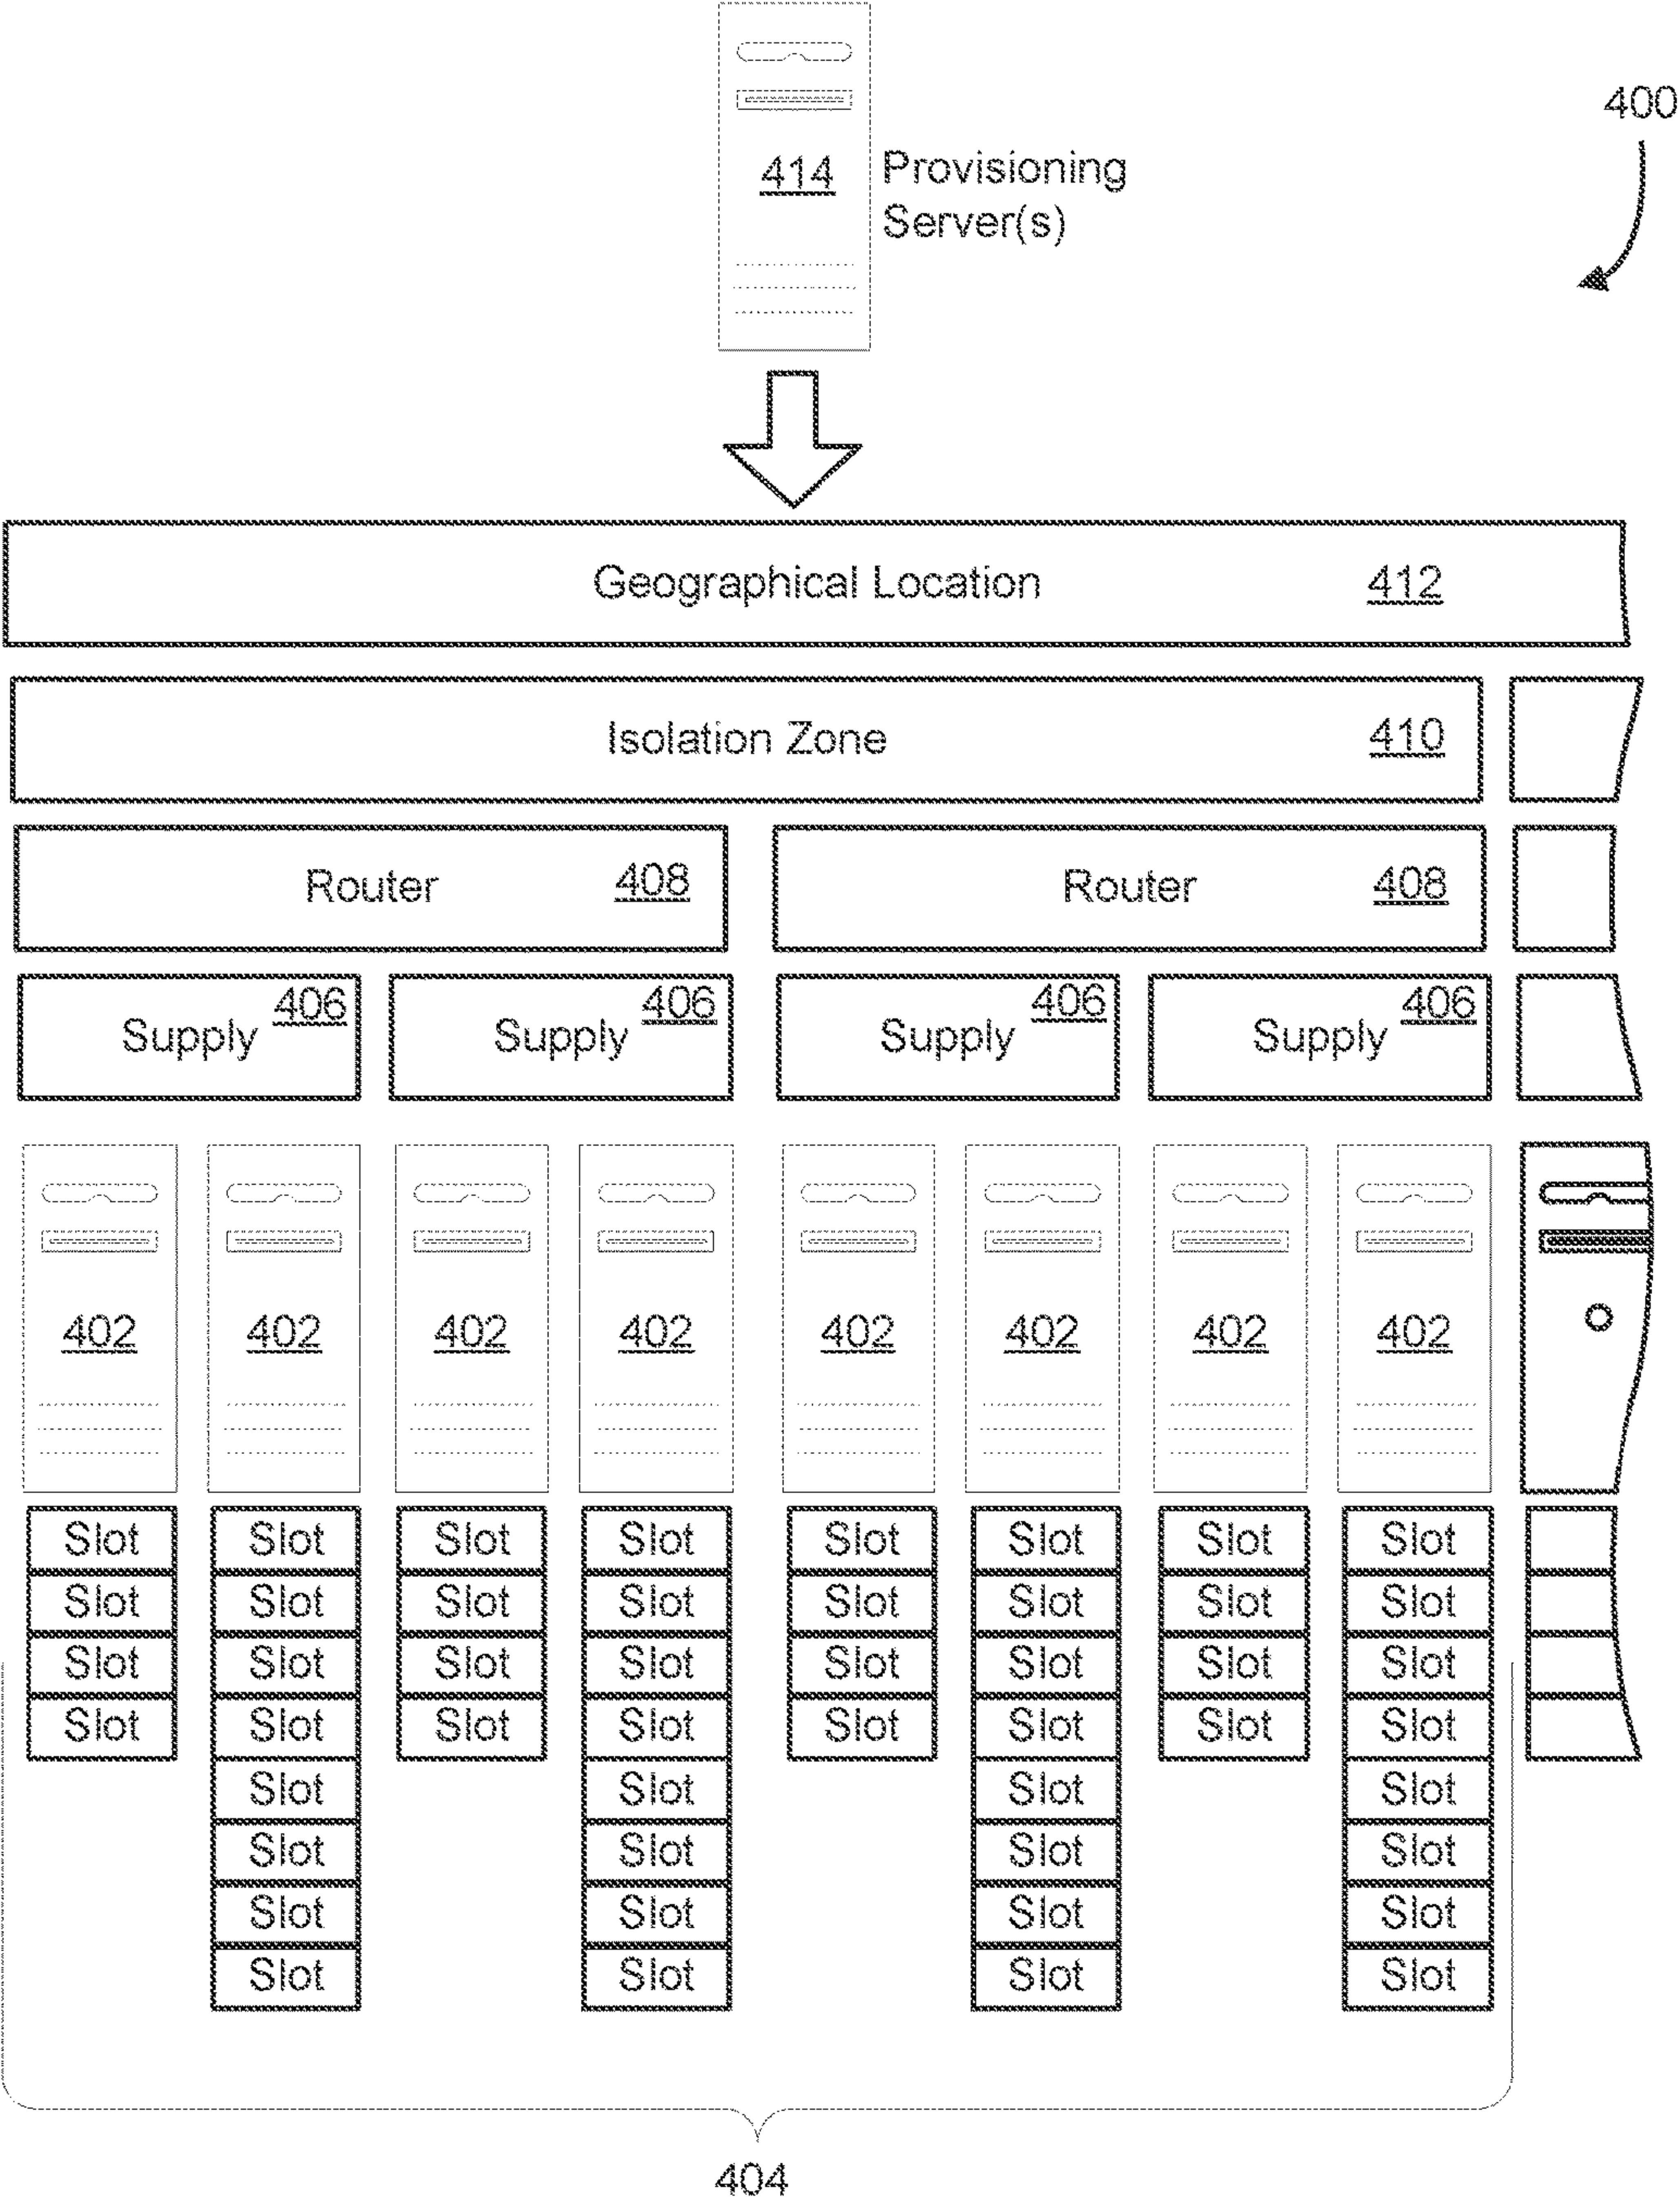 400
414 Provisioning
Server(s)
Geographical Location 412
Isolation Zone 410
Router 408 Router 408
Supply 406 Supply 406 Supply 406 Supply 406
402 402 402 402 402 402 402 402
Slot Slot Slot Slot Slot Slot Slot Slot
Slot Slot Slot Slot Slot Slot Slot Slot
Slot Slot Slot Slot Slot Slot Slot Slot
Slot Slot Slot Slot Slot Slot Slot Slot
Slot Slot Slot Slot
Slot Slot Slot Slot
Slot Slot Slot Slot
Slot Slot Slot Slot
404